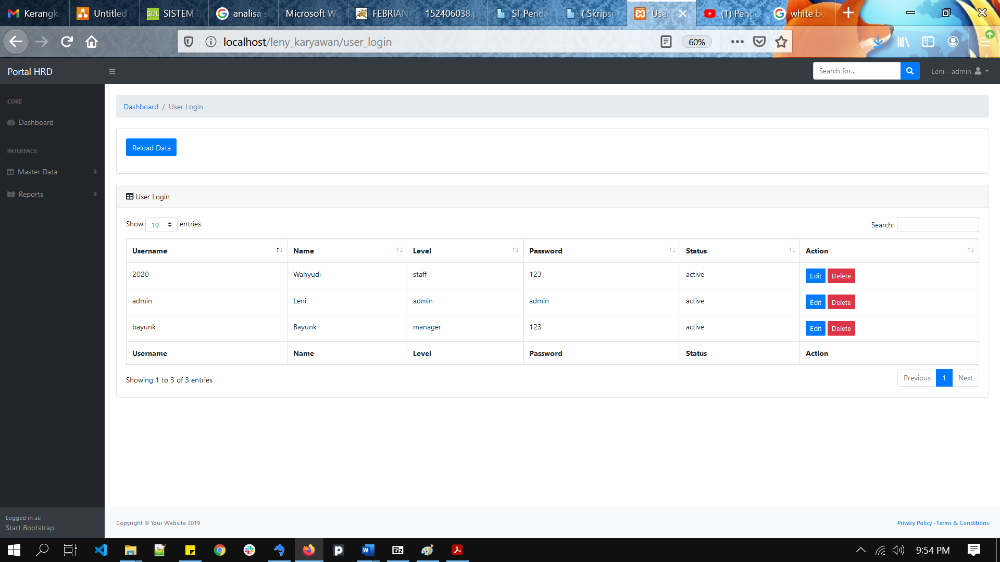 Kerangk
Untitled
GDL SISTEM
analisa s
Microsoft W
FEBRIAN
152406038.p
SI_Penda
( Skripsi
User
(1) Peng
white bo
localhost/leny_karyawan/user_login
60%
Portal HRD
Search for...
Leni - admin
CORE
Dashboard
INTERFACE
Master Data
Reports
Logged in as:
Start Bootstrap
Dashboard / User Login
Reload Data
User Login
Show 10 entries
Search:
Username Name Level Password Status Action
2020 Wahyudi staff 123 active Edit Delete
admin Leni admin admin active Edit Delete
bayunk Bayunk manager 123 active Edit Delete
Username Name Level Password Status Action
Showing 1 to 3 of 3 entries
Previous 1 Next
Copyright © Your Website 2019
Privacy Policy · Terms & Conditions
9:54 PM